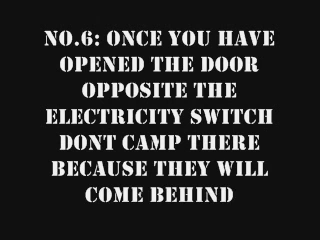 NO.6: ONCE YOU HAVE
OPENED THE DOOR
OPPOSITE THE
ELECTRICITY SWITCH
DONT CAMP THERE
BECAUSE THEY WILL
COME BEHIND